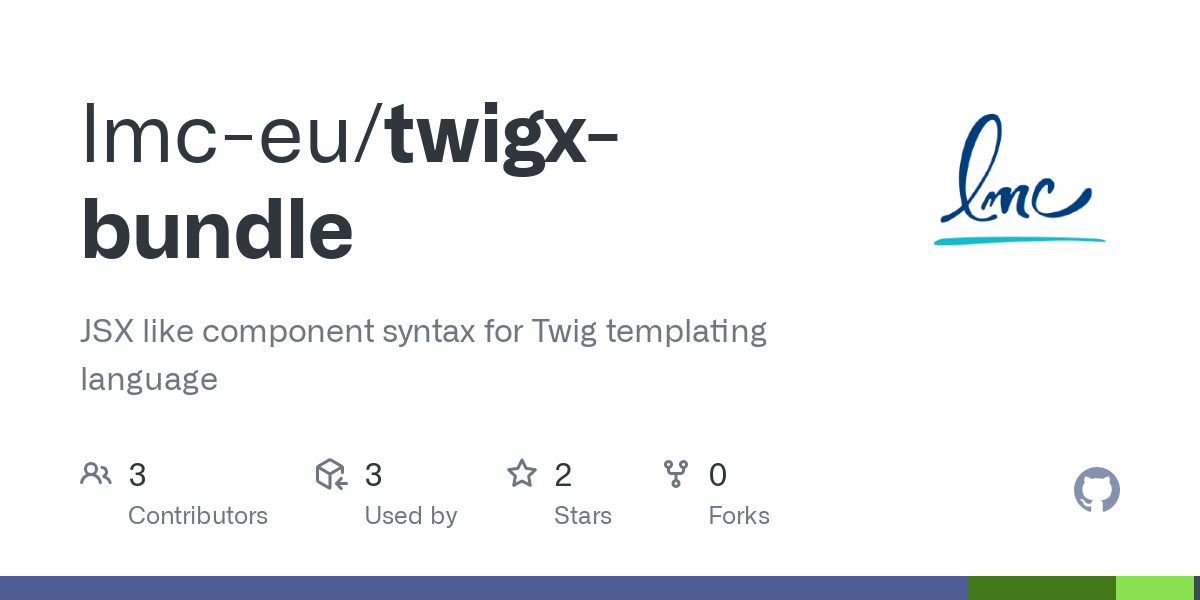 lmc-eu/twigx-
bundle
lmc
JSX like component syntax for Twig templating
language
3 3 2 0
Contributors Used by Stars Forks